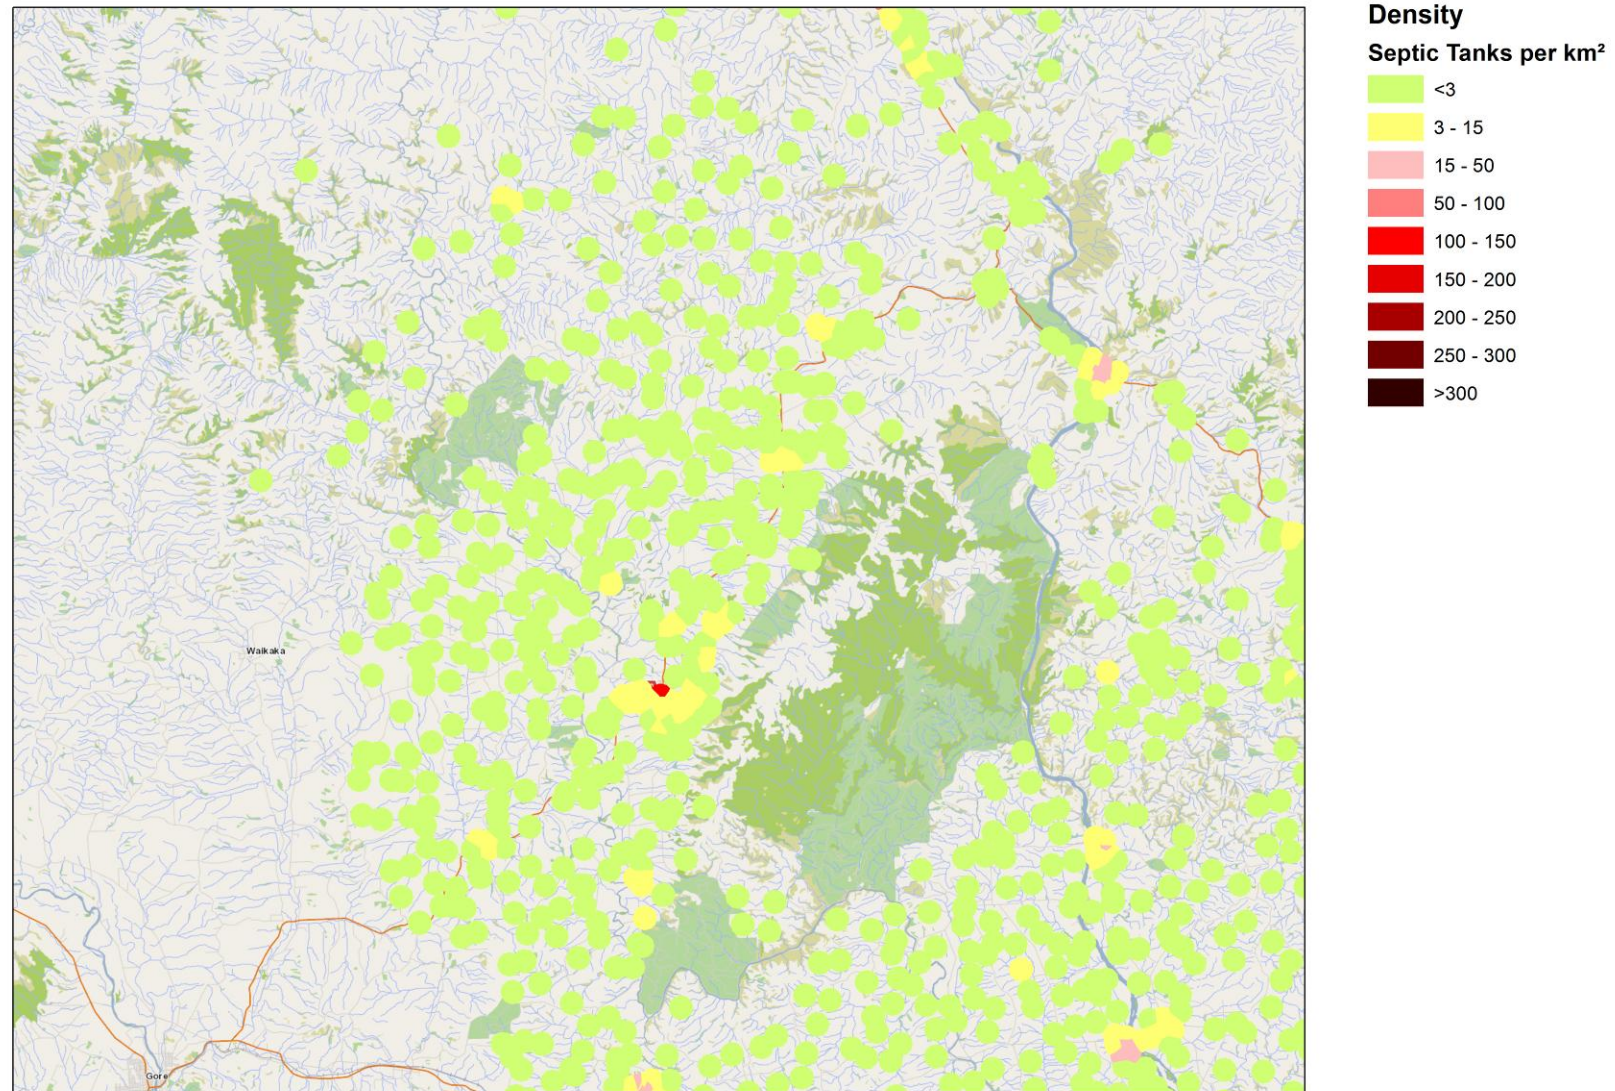 Density
Septic Tanks per km²
<3
3 - 15
15 - 50
50 - 100
100 - 150
150 - 200
200 - 250
250 - 300
>300
Waikaka
Gore